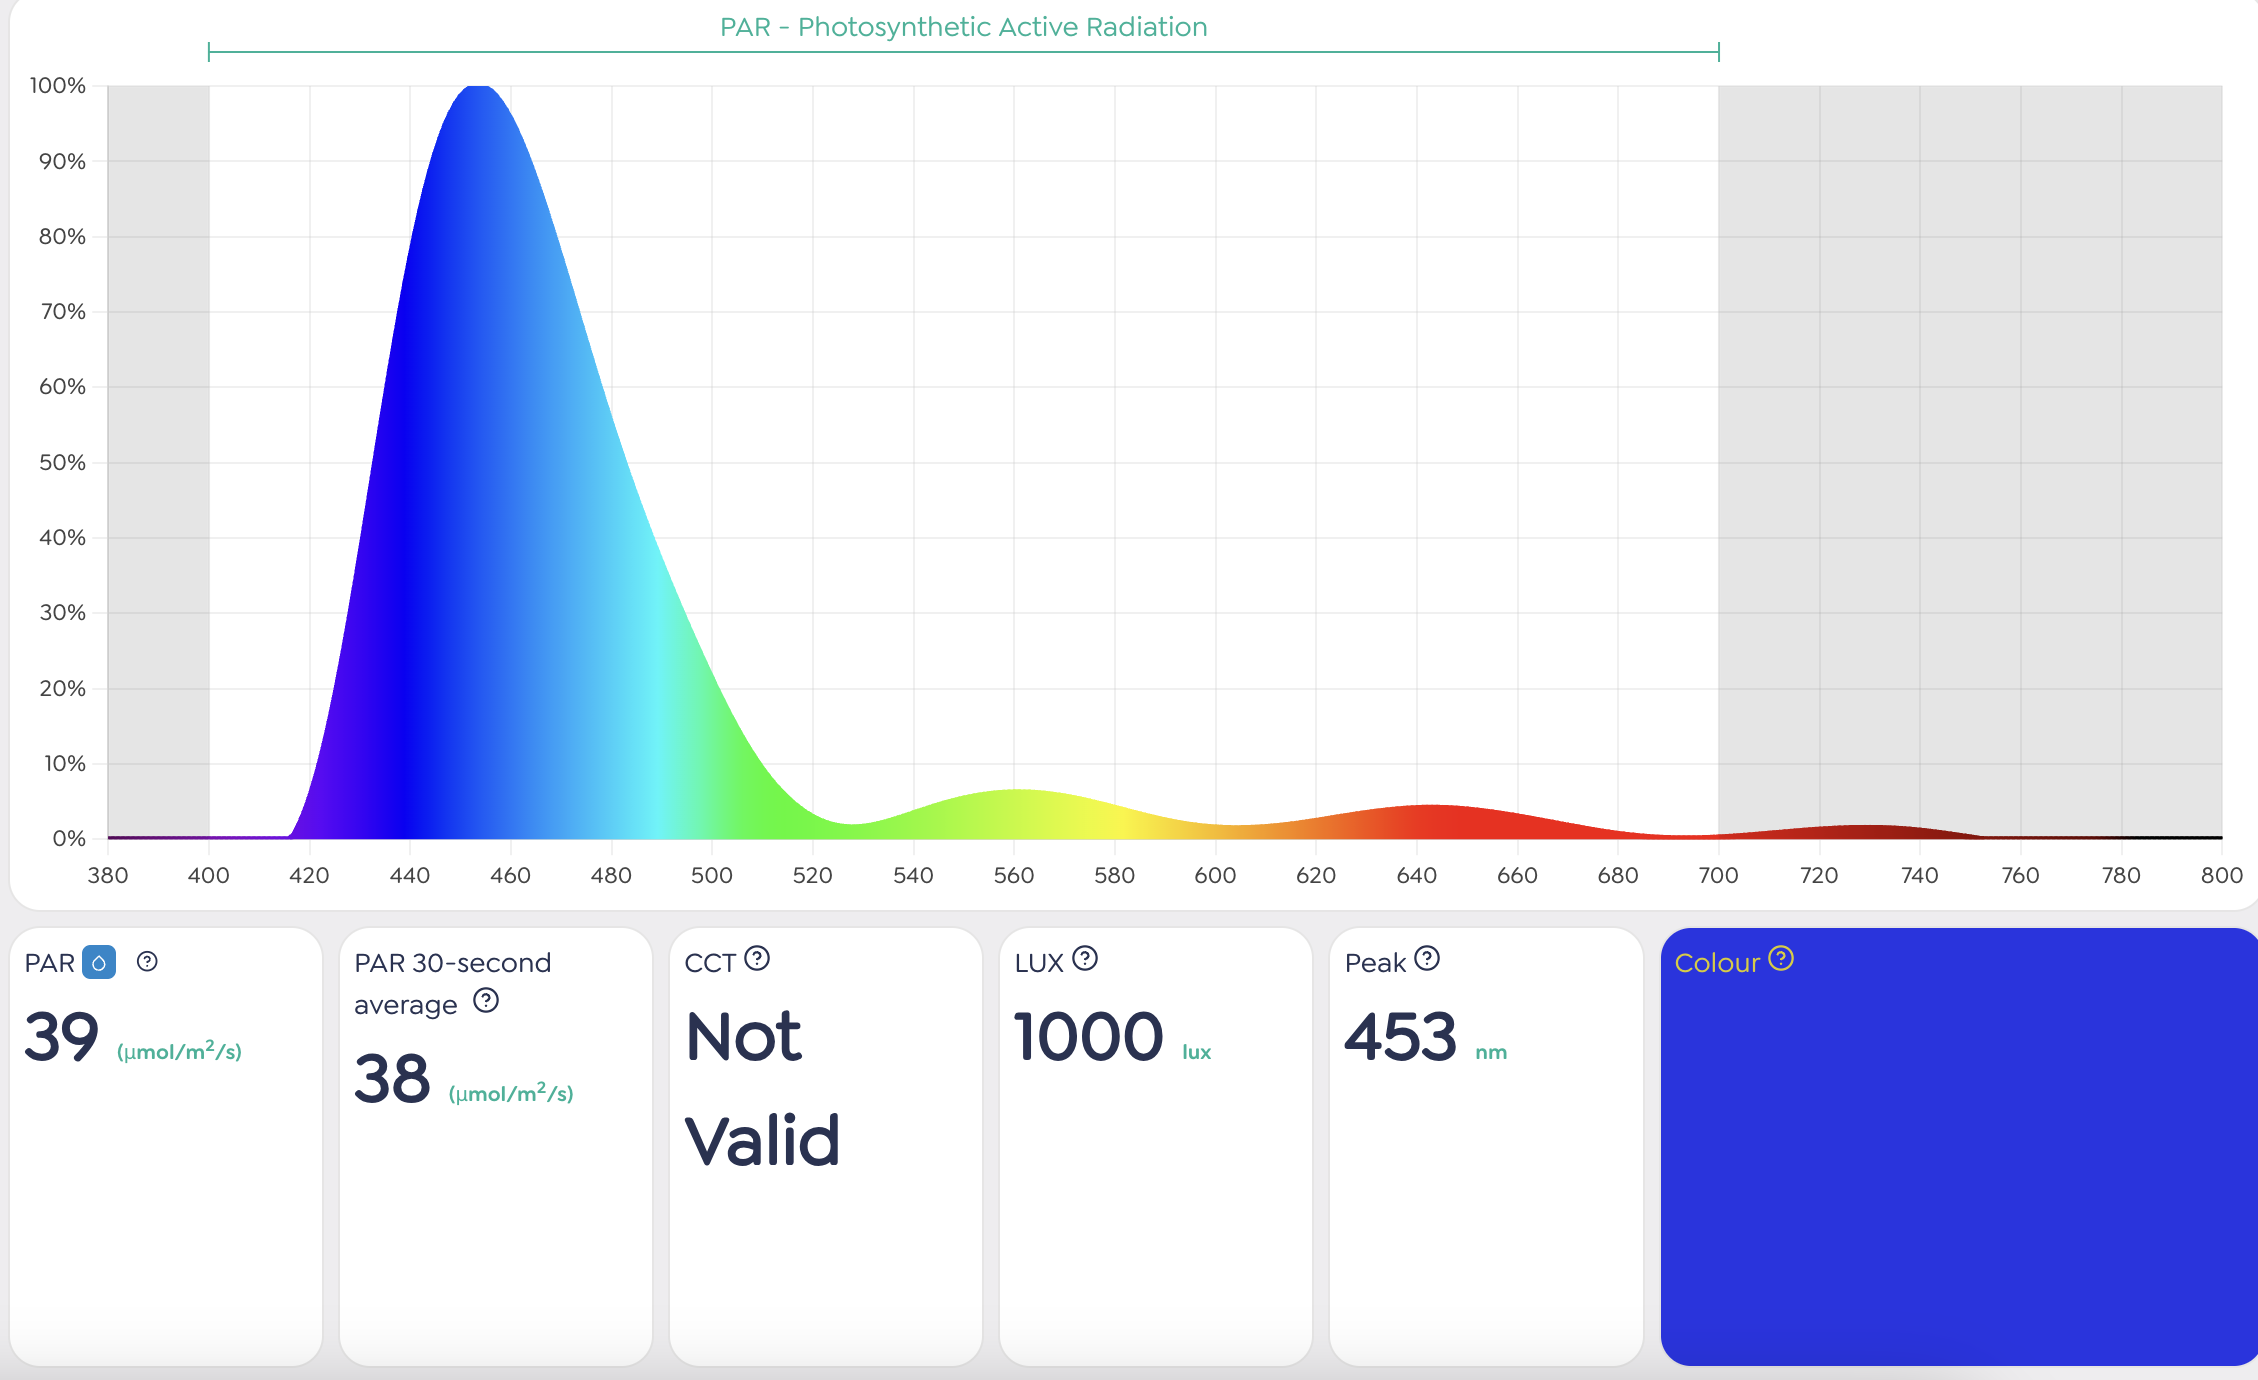 PAR - Photosynthetic Active Radiation
100%
90%
80%
70%
60%
50%
40%
30%
20%
10%
0%
380 400 420 440 460 480 500 520 540 560 580 600 620 640 660 680 700 720 740 760 780 800
PAR ?
39 (μmol/m²/s)
PAR 30-second
average ?
38 (μmol/m²/s)
CCT ?
Not
Valid
LUX ?
1000 lux
Peak ?
453 nm
Colour ?